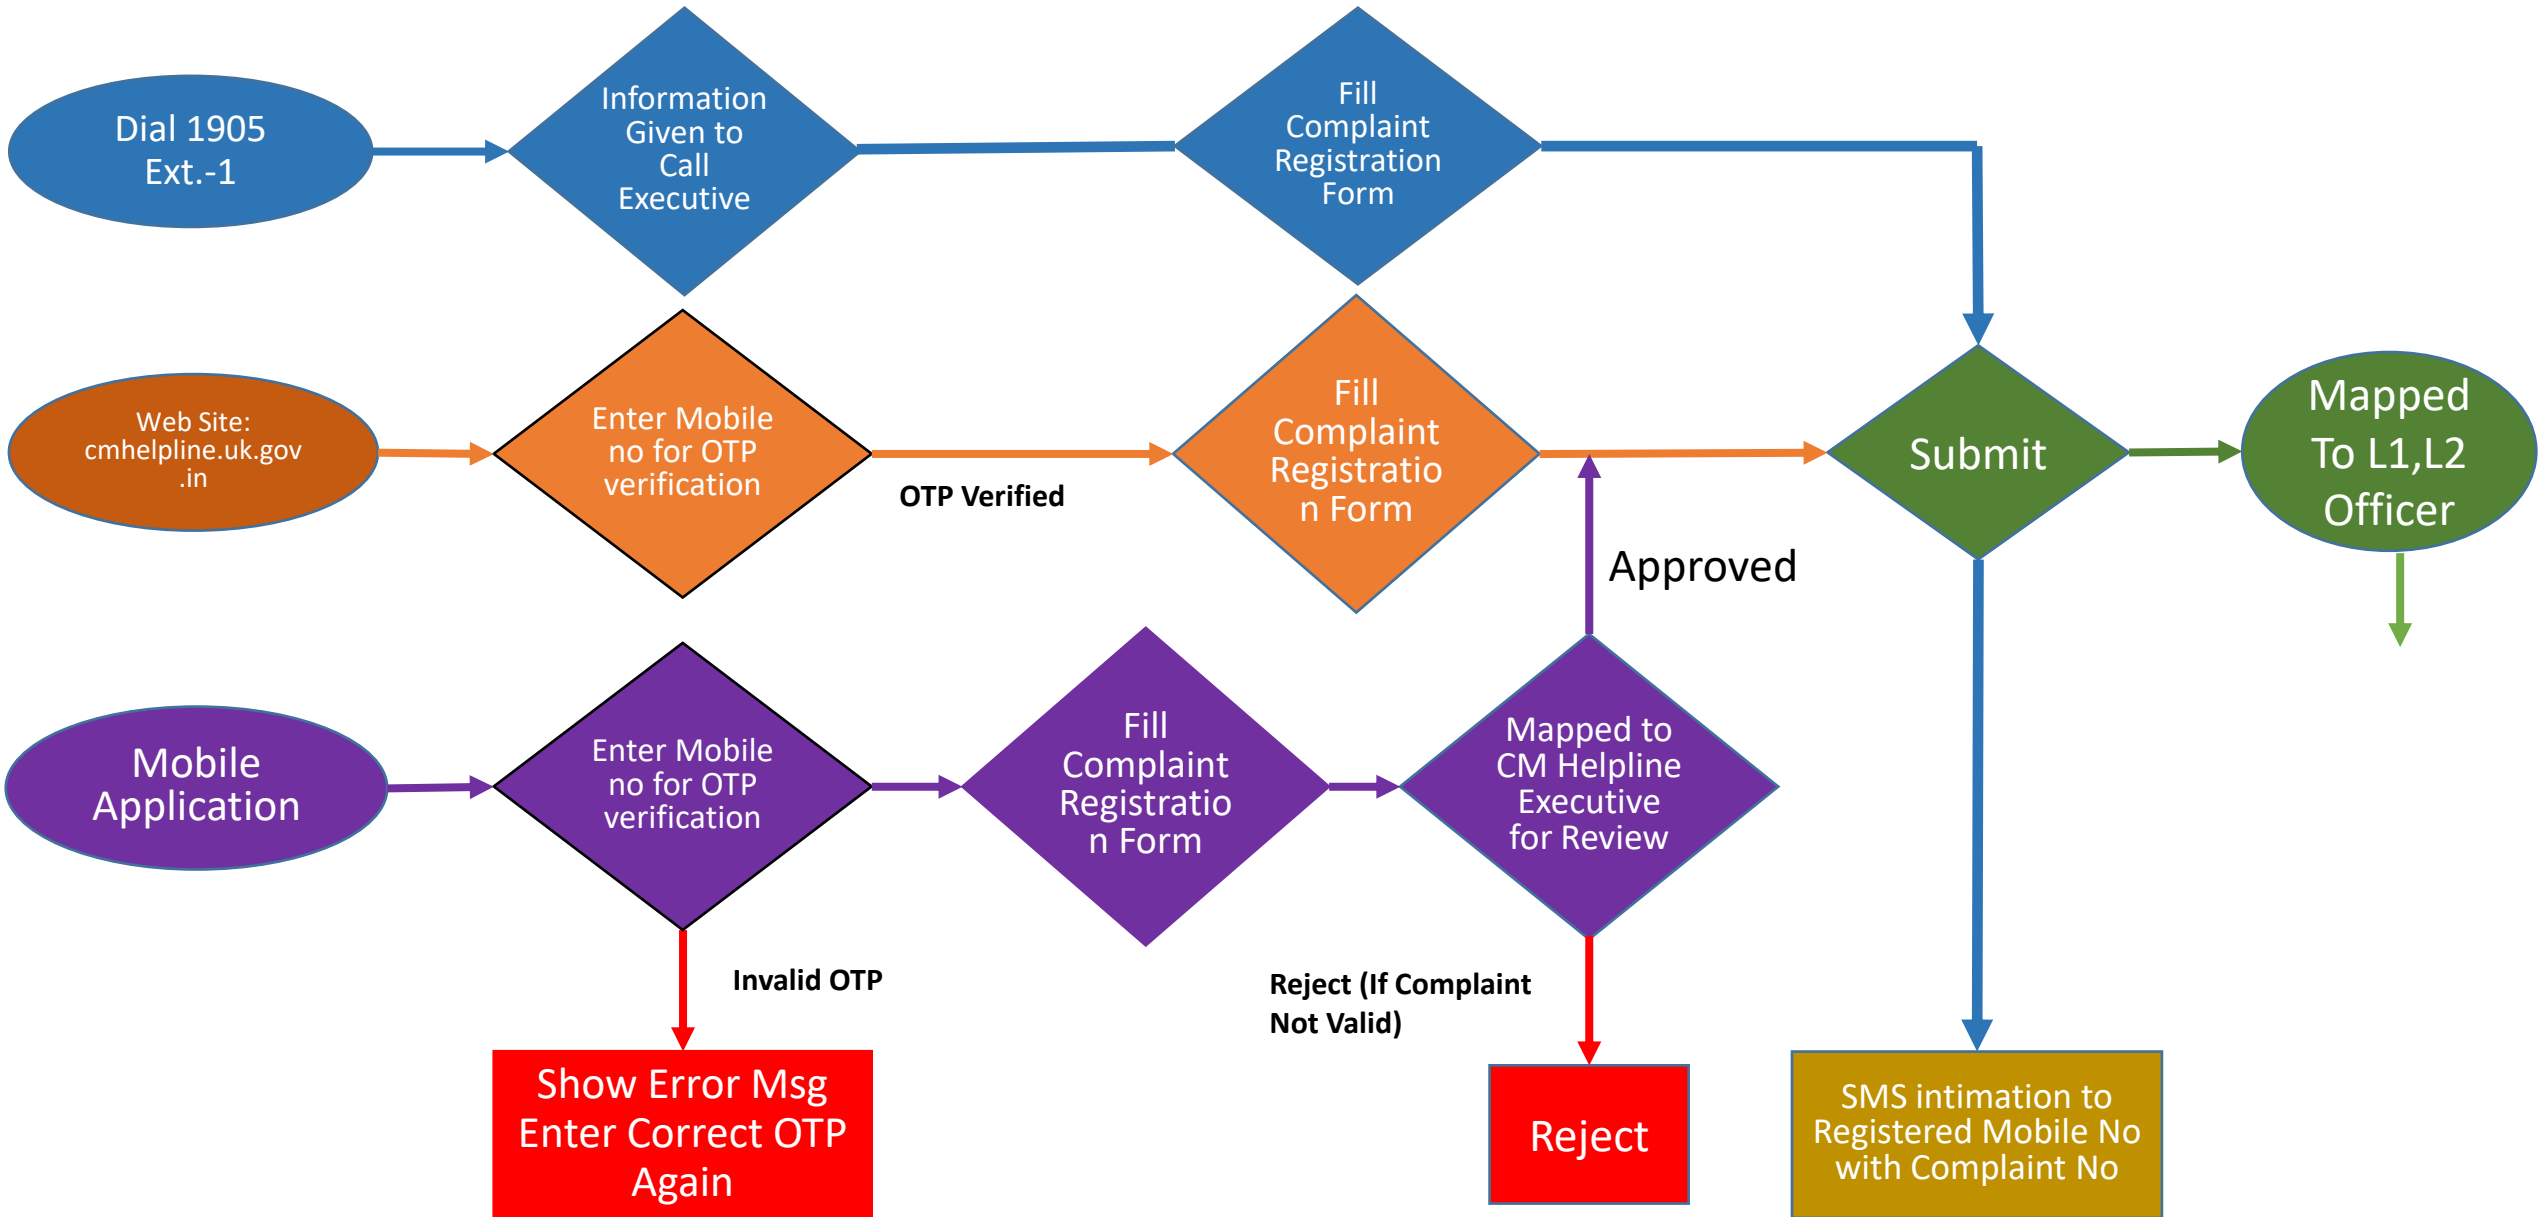 Dial 1905
Ext.-1
Information
Given to
Call
Executive
Fill
Complaint
Registration
Form
Web Site:
cmhelpline.uk.gov
.in
Enter Mobile
no for OTP
verification
OTP Verified
Fill
Complaint
Registratio
n Form
Submit
Mapped
To L1,L2
Officer
Approved
Mobile
Application
Enter Mobile
no for OTP
verification
Fill
Complaint
Registratio
n Form
Mapped to
CM Helpline
Executive
for Review
Invalid OTP
Reject (If Complaint
Not Valid)
Show Error Msg
Enter Correct OTP
Again
Reject
SMS intimation to
Registered Mobile No
with Complaint No